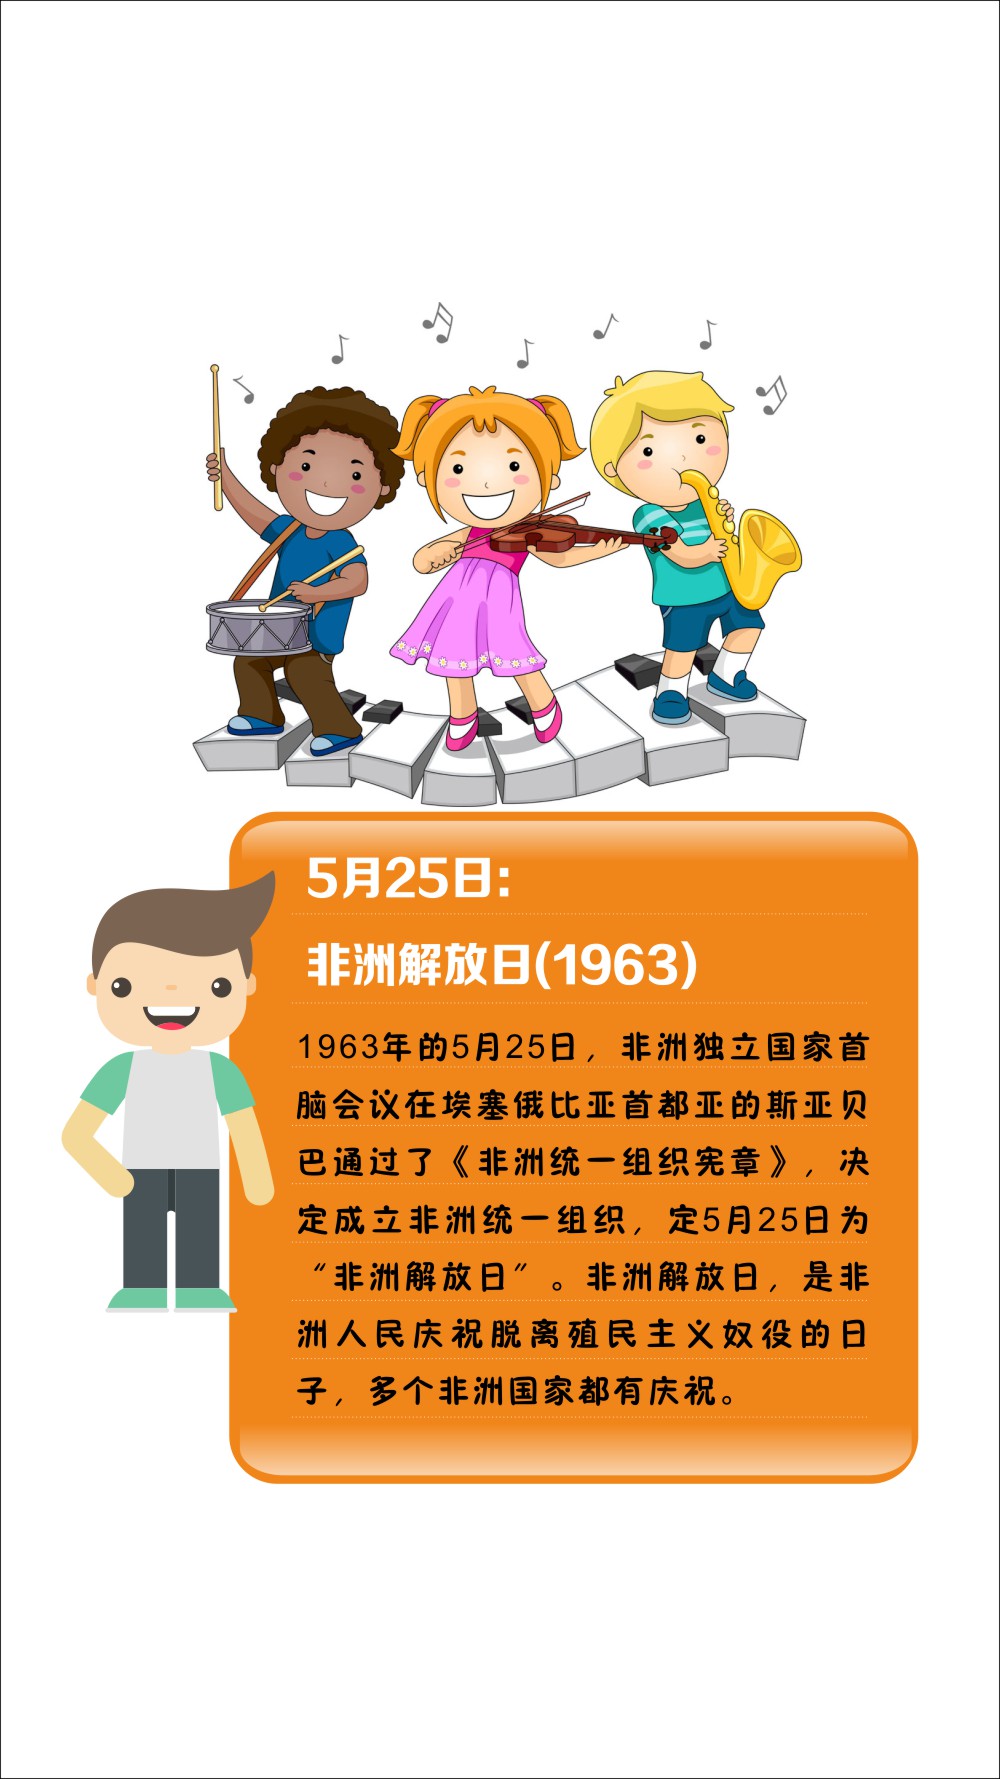 5月25日:
非洲解放日(1963)
1963年的5月25日，非洲独立国家首
脑会议在埃塞俄比亚首都亚的斯亚贝
巴通过了《非洲统一组织宪章》，决
定成立非洲统一组织，定5月25日为
“非洲解放日”。非洲解放日，是非
洲人民庆祝脱离殖民主义奴役的日
子，多个非洲国家都有庆祝。